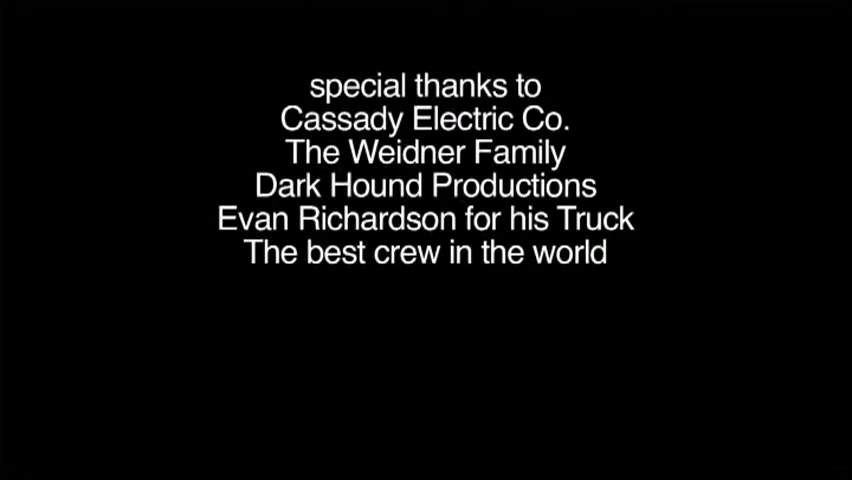 special thanks to
Cassady Electric Co.
The Weidner Family
Dark Hound Productions
Evan Richardson for his Truck
The best crew in the world